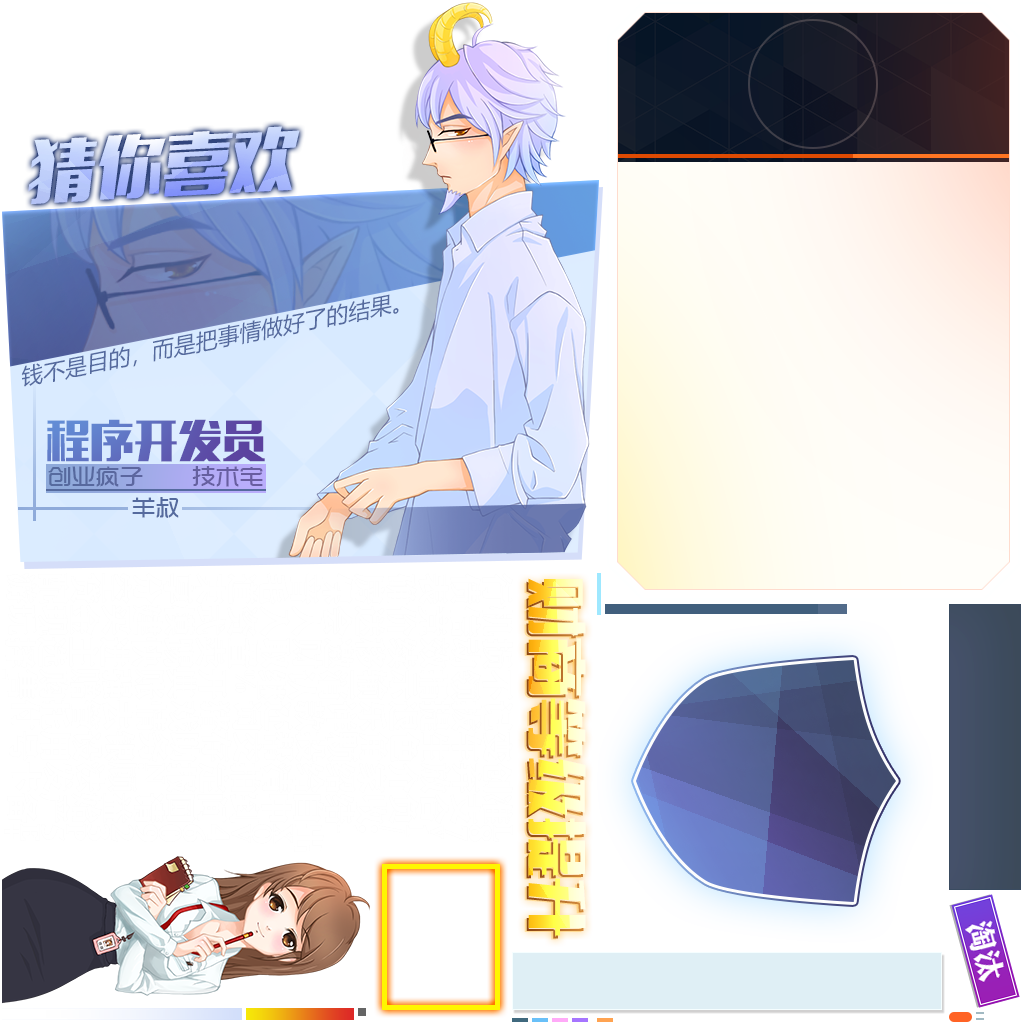 猜你喜欢
钱不是目的，而是把事情做好了的结果。
程序开发员
创业疯子 技术宅
羊叔
财商等级提升
淘汰